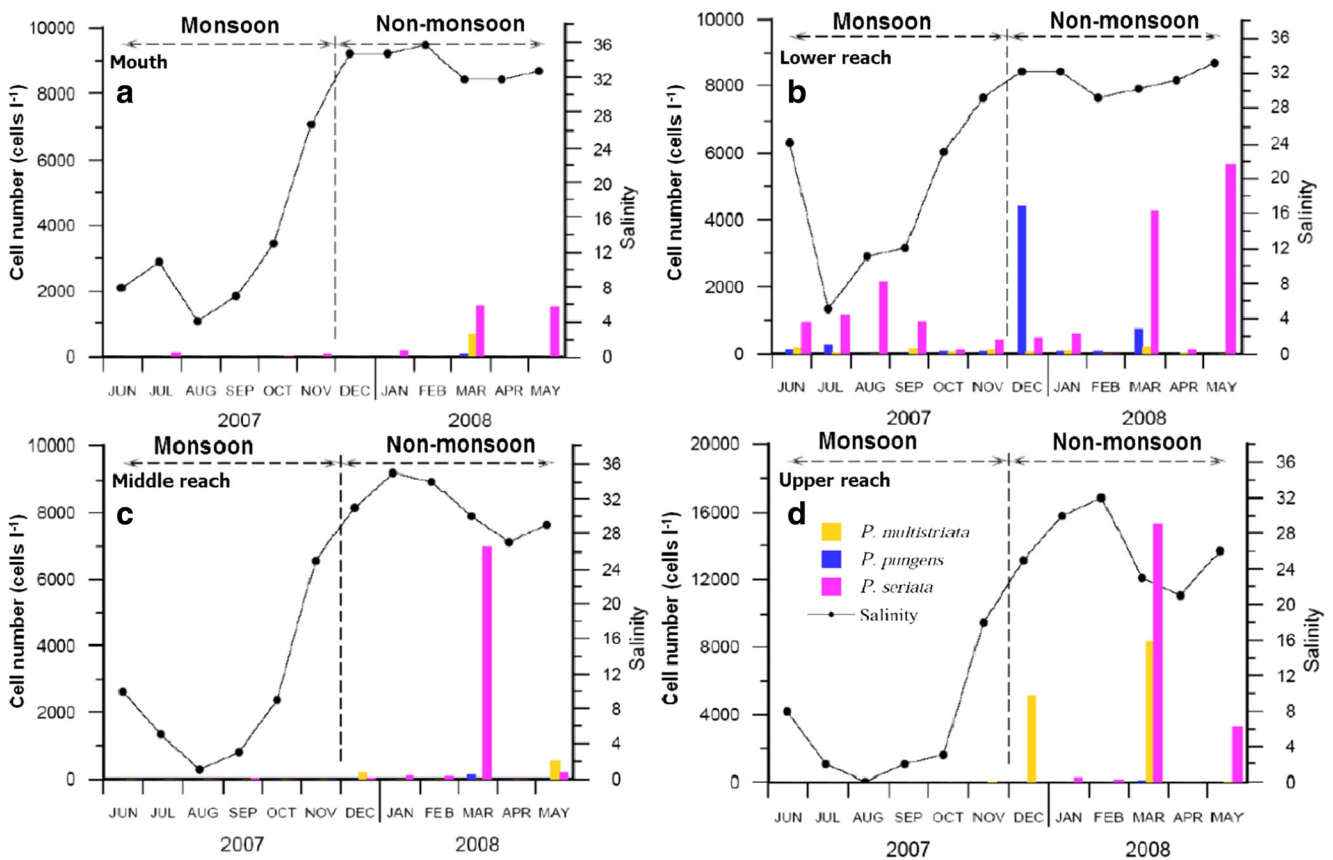 Monsoon Non-monsoon
Mouth
a
Cell number (cells l⁻¹)
10000
8000
6000
4000
2000
0
36
32
28
24
20
16
12
8
4
0
Salinity
JUN JUL AUG SEP OCT NOV DEC JAN FEB MAR APR MAY
2007 2008
Monsoon Non-monsoon
Lower reach
b
Cell number (cells l⁻¹)
10000
8000
6000
4000
2000
0
36
32
28
24
20
16
12
8
4
0
Salinity
JUN JUL AUG SEP OCT NOV DEC JAN FEB MAR APR MAY
2007 2008
Monsoon Non-monsoon
Middle reach
c
Cell number (cells l⁻¹)
10000
8000
6000
4000
2000
0
36
32
28
24
20
16
12
8
4
0
Salinity
JUN JUL AUG SEP OCT NOV DEC JAN FEB MAR APR MAY
2007 2008
Monsoon Non-monsoon
Upper reach
d
P. multistriata
P. pungens
P. seriata
Salinity
Cell number (cells l⁻¹)
20000
16000
12000
8000
4000
0
36
32
28
24
20
16
12
8
4
0
Salinity
JUN JUL AUG SEP OCT NOV DEC JAN FEB MAR APR MAY
2007 2008